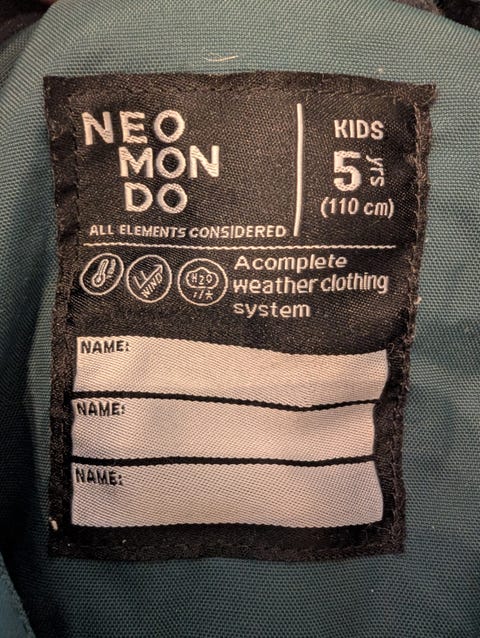 NEO
MON
DO
ALL ELEMENTS CONSIDERED
KIDS
5 yrs
(110 cm)
WIND
H2O
A complete
weather clothing
system
NAME:
NAME:
NAME: